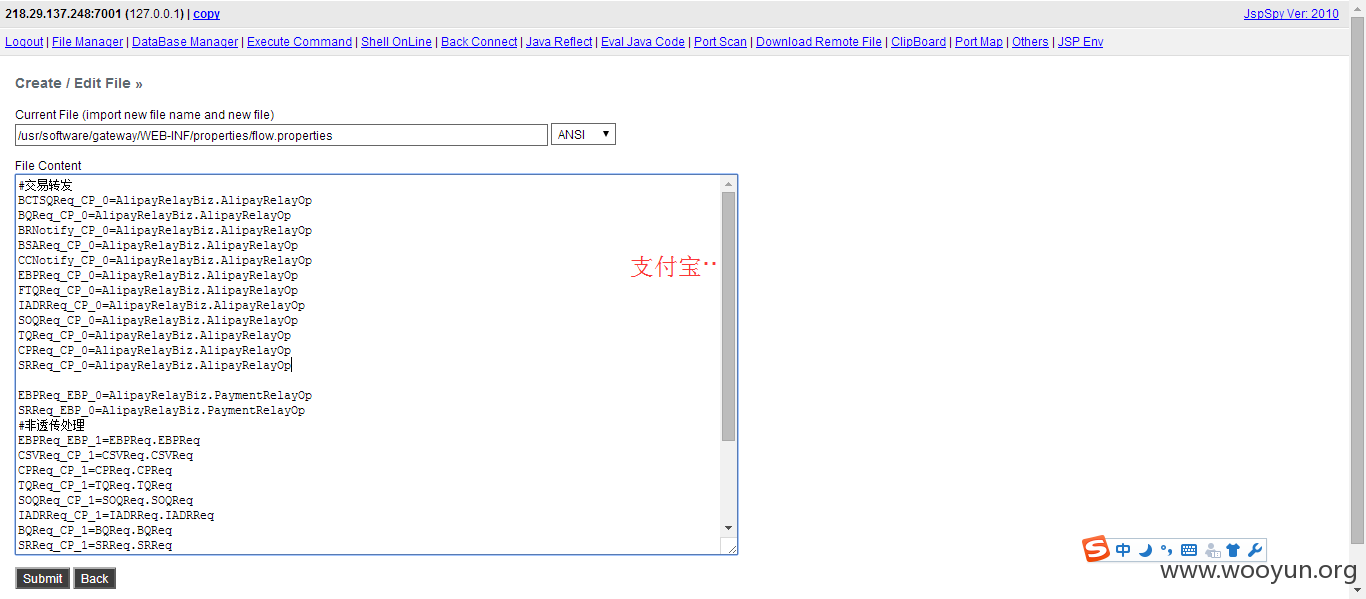 218.29.137.248:7001 (127.0.0.1) | copy JspSpy Ver: 2010
Logout | File Manager | DataBase Manager | Execute Command | Shell OnLine | Back Connect | Java Reflect | Eval Java Code | Port Scan | Download Remote File | ClipBoard | Port Map | Others | JSP Env
Create / Edit File »
Current File (import new file name and new file)
/usr/software/gateway/WEB-INF/properties/flow.properties ANSI
File Content
#交易转发
BCTSQReq_CP_0=AlipayRelayBiz.AlipayRelayOp
BQReq_CP_0=AlipayRelayBiz.AlipayRelayOp
BRNotify_CP_0=AlipayRelayBiz.AlipayRelayOp
BSAReq_CP_0=AlipayRelayBiz.AlipayRelayOp
CCNotify_CP_0=AlipayRelayBiz.AlipayRelayOp
支付宝··
EBPReq_CP_0=AlipayRelayBiz.AlipayRelayOp
FTQReq_CP_0=AlipayRelayBiz.AlipayRelayOp
IADRReq_CP_0=AlipayRelayBiz.AlipayRelayOp
SOQReq_CP_0=AlipayRelayBiz.AlipayRelayOp
TQReq_CP_0=AlipayRelayBiz.AlipayRelayOp
CPReq_CP_0=AlipayRelayBiz.AlipayRelayOp
SRReq_CP_0=AlipayRelayBiz.AlipayRelayOp
EBPReq_EBP_0=AlipayRelayBiz.PaymentRelayOp
SRReq_EBP_0=AlipayRelayBiz.PaymentRelayOp
#非透传处理
EBPReq_EBP_1=EBPReq.EBPReq
CSVReq_CP_1=CSVReq.CSVReq
CPReq_CP_1=CPReq.CPReq
TQReq_CP_1=TQReq.TQReq
SOQReq_CP_1=SOQReq.SOQReq
IADRReq_CP_1=IADRReq.IADRReq
BQReq_CP_1=BQReq.BQReq
SRReq_CP_1=SRReq.SRReq
S 中
www.wooyun.org
Submit Back